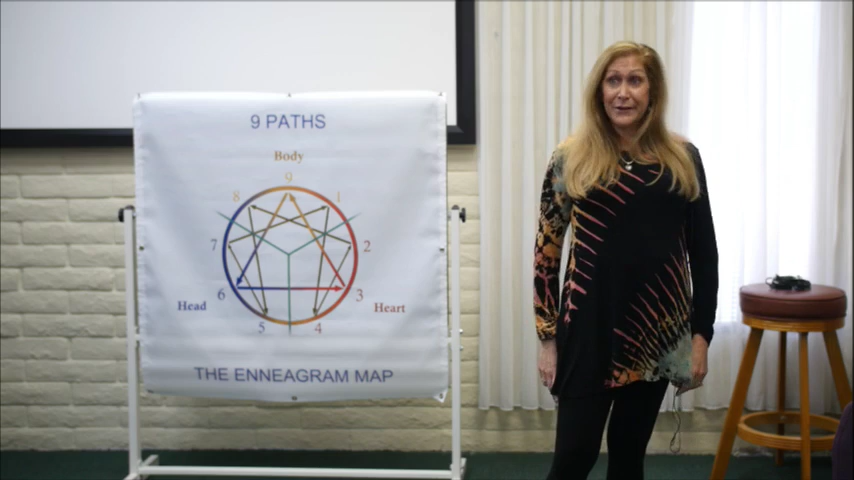 9 PATHS
Body
9
8 1
7 2
6 3
Head Heart
5 4
THE ENNEAGRAM MAP